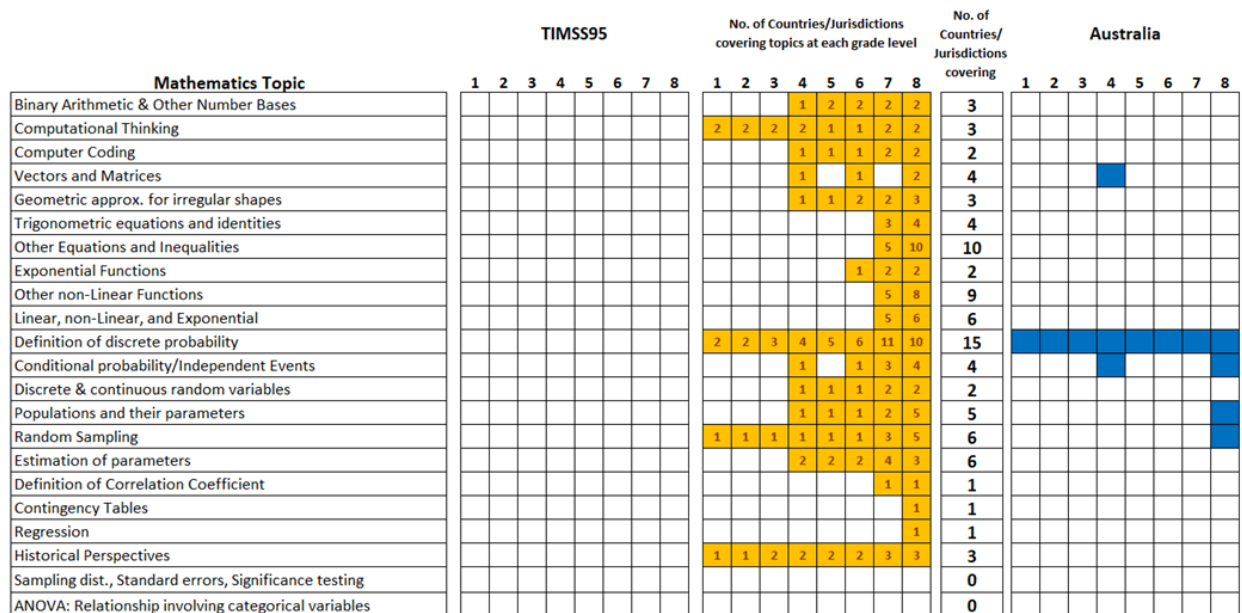 TIMSS95
No. of Countries/Jurisdictions
covering topics at each grade level
No. of
Countries/
Jurisdictions
covering
Australia
Mathematics Topic 1 2 3 4 5 6 7 8 1 2 3 4 5 6 7 8 1 2 3 4 5 6 7 8
Binary Arithmetic & Other Number Bases 1 2 2 2 2 3
Computational Thinking 2 2 2 2 1 1 2 2 3
Computer Coding 1 1 1 2 2 2
Vectors and Matrices 1 1 2 4
Geometric approx. for irregular shapes 1 1 2 2 3 3
Trigonometric equations and identities 3 4 4
Other Equations and Inequalities 5 10 10
Exponential Functions 1 2 2 2
Other non-Linear Functions 5 8 9
Linear, non-Linear, and Exponential 5 6 6
Definition of discrete probability 2 2 3 4 5 6 11 10 15
Conditional probability/Independent Events 1 1 3 4 4
Discrete & continuous random variables 1 1 1 2 2 2
Populations and their parameters 1 1 1 2 5 5
Random Sampling 1 1 1 1 1 1 3 5 6
Estimation of parameters 2 2 2 4 3 6
Definition of Correlation Coefficient 1 1 1
Contingency Tables 1 1
Regression 1 1
Historical Perspectives 1 1 2 2 2 2 3 3 3
Sampling dist., Standard errors, Significance testing 0
ANOVA: Relationship involving categorical variables 0